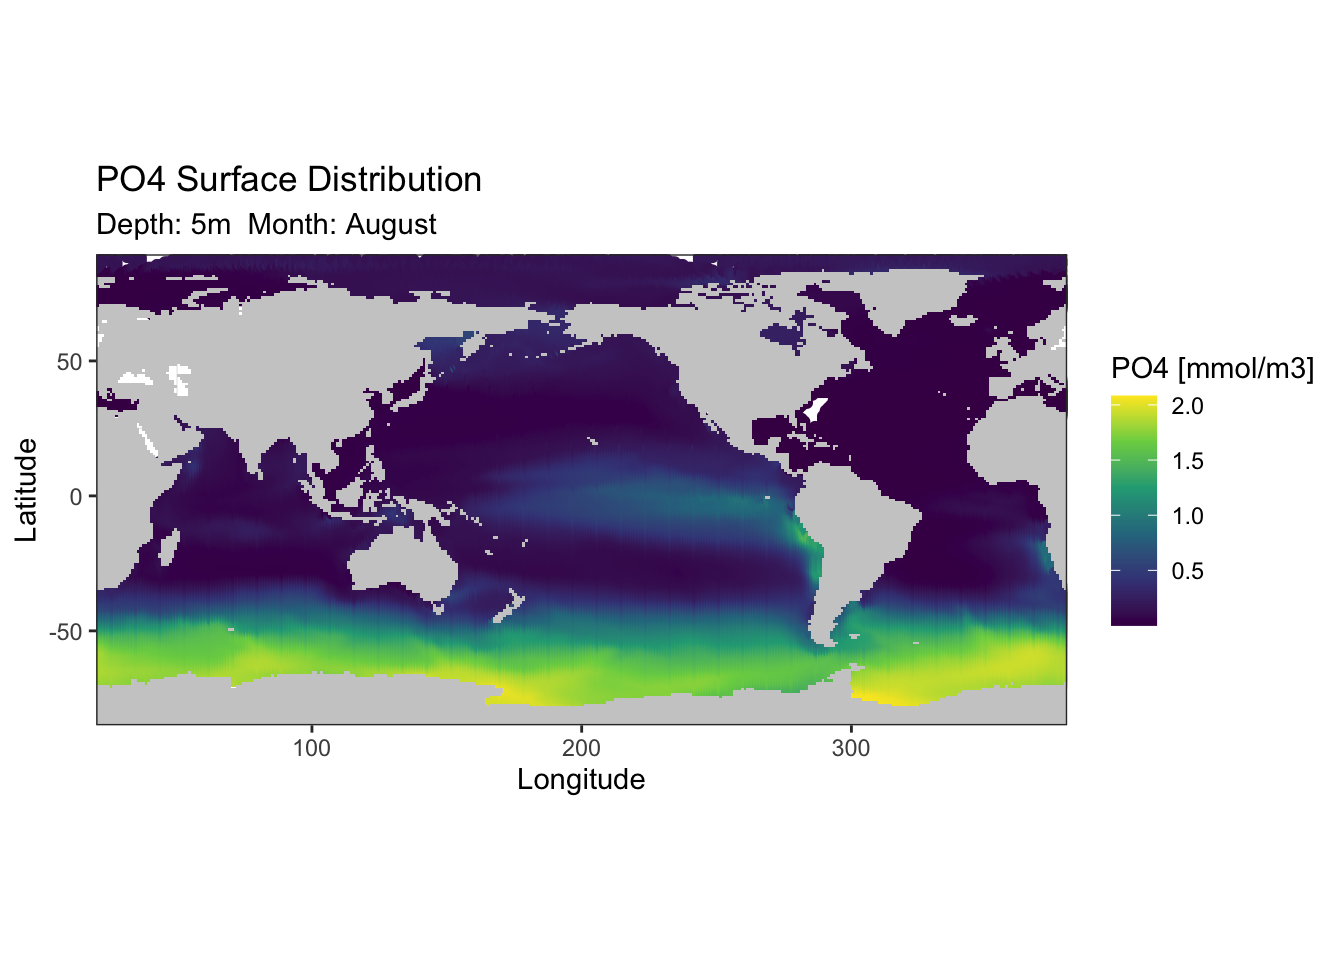 PO4 Surface Distribution
Depth: 5m  Month: August
PO4 [mmol/m3]
2.0
1.5
1.0
0.5
50
0
-50
Latitude
100
200
300
Longitude